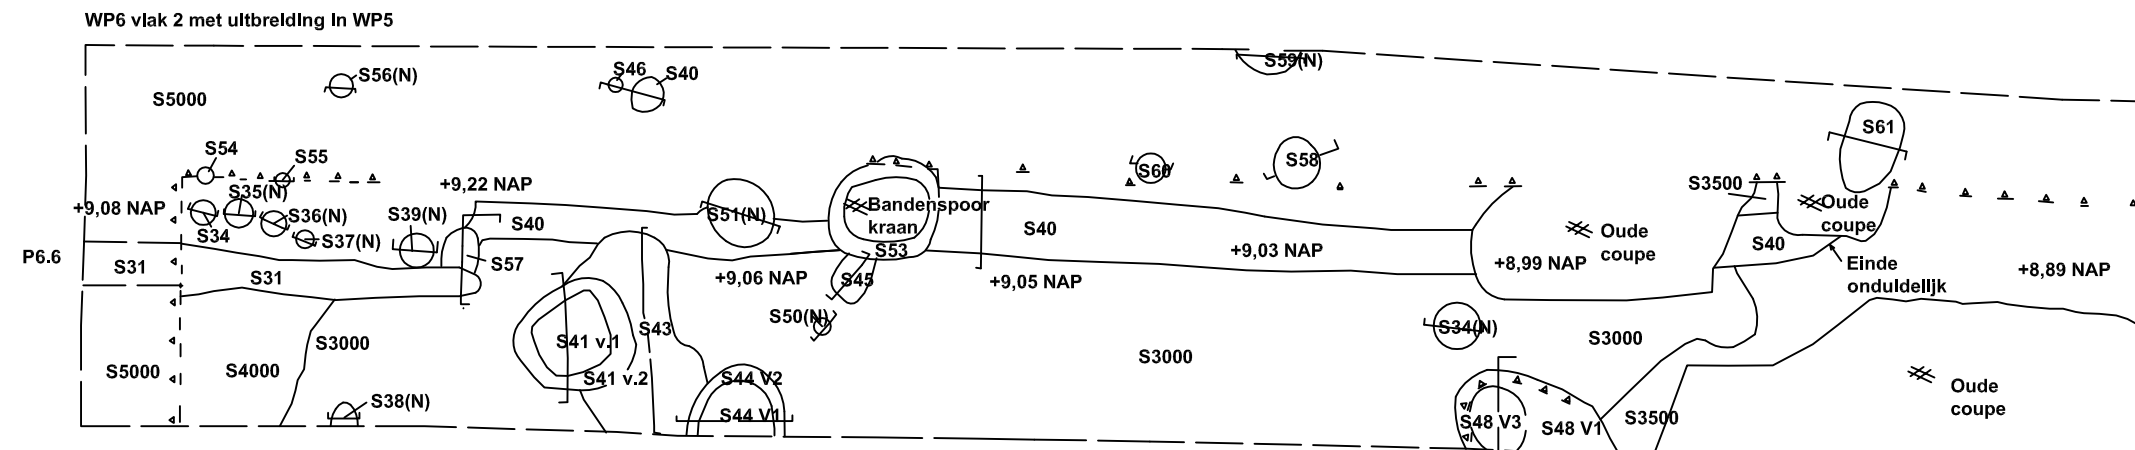 WP6 vlak 2 met uitbreiding in WP5
S56(N)
S46
S40
S59(N)
S5000
S61
S54
S55
S60
S58
+9,22 NAP
S3500
+9,08 NAP
S35(N)
S36(N)
S39(N)
S40
S51(N)
Bandenspoor
kraan
S40
Oude
coupe
Oude
coupe
S34
S37(N)
S53
+9,03 NAP
S40
P6.6
S31
S31
S57
+9,06 NAP
S45
+9,05 NAP
+8,99 NAP
Einde
onduidelijk
+8,89 NAP
S50(N)
S43
S34(N)
S3000
S41 v.1
S3000
S3000
S5000
S4000
S41 v.2
S44 V2
Oude
coupe
S38(N)
S44 V1
S48 V3
S48 V1
S3500